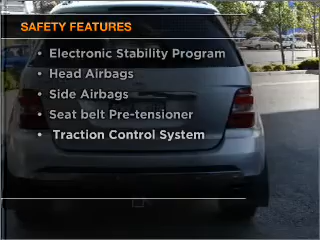 SAFETY FEATURES
• Electronic Stability Program
• Head Airbags
• Side Airbags
• Seat belt Pre-tensioner
• Traction Control System